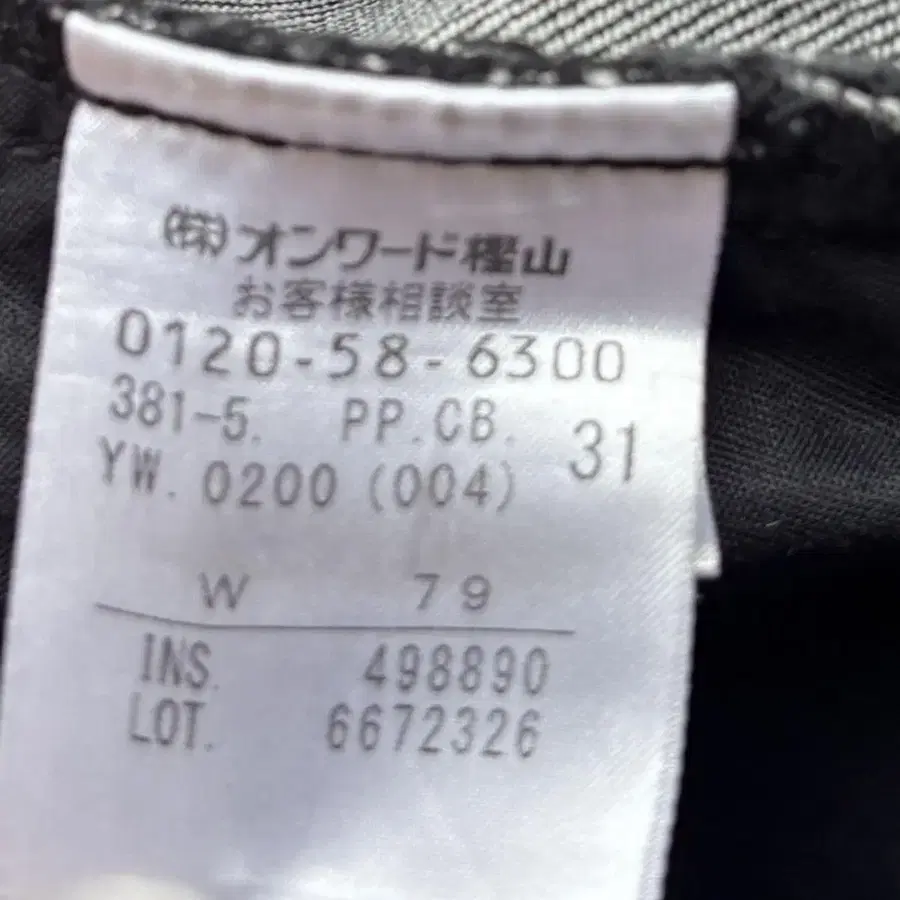 ㈱オンワード樫山
お客様相談室
0120-58-6300
381-5. PP.CB. 31
YW. 0200 (004)
W 79
INS. 498890
LOT. 6672326